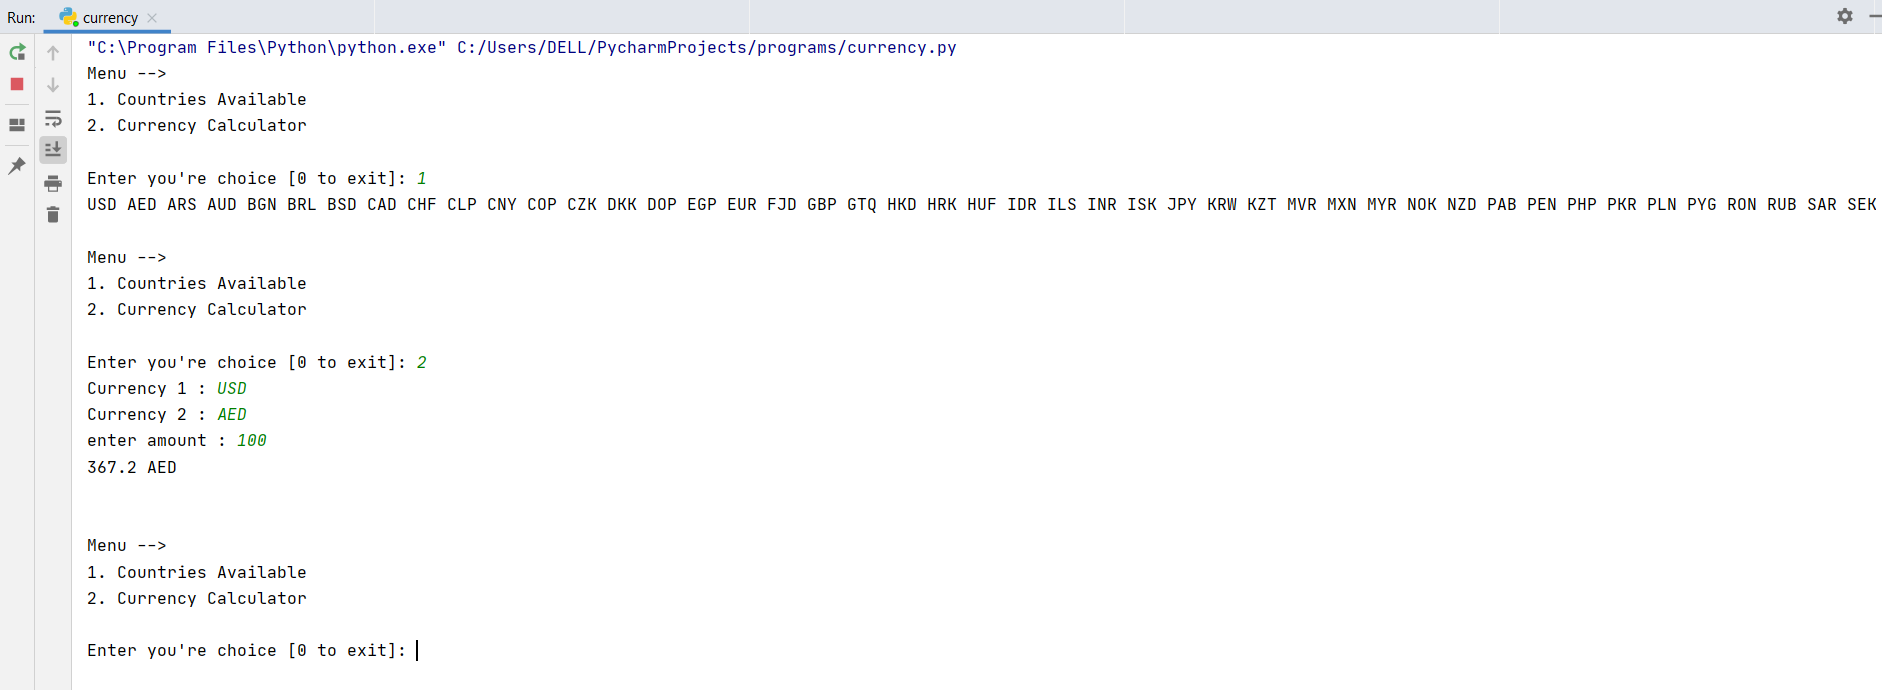 Run: currency
"C:\Program Files\Python\python.exe" C:/Users/DELL/PycharmProjects/programs/currency.py
Menu -->
1. Countries Available
2. Currency Calculator
Enter you're choice [0 to exit]: 1
USD AED ARS AUD BGN BRL BSD CAD CHF CLP CNY COP CZK DKK DOP EGP EUR FJD GBP GTQ HKD HRK HUF IDR ILS INR ISK JPY KRW KZT MVR MXN MYR NOK NZD PAB PEN PHP PKR PLN PYG RON RUB SAR SEK
Menu -->
1. Countries Available
2. Currency Calculator
Enter you're choice [0 to exit]: 2
Currency 1 : USD
Currency 2 : AED
enter amount : 100
367.2 AED
Menu -->
1. Countries Available
2. Currency Calculator
Enter you're choice [0 to exit]: